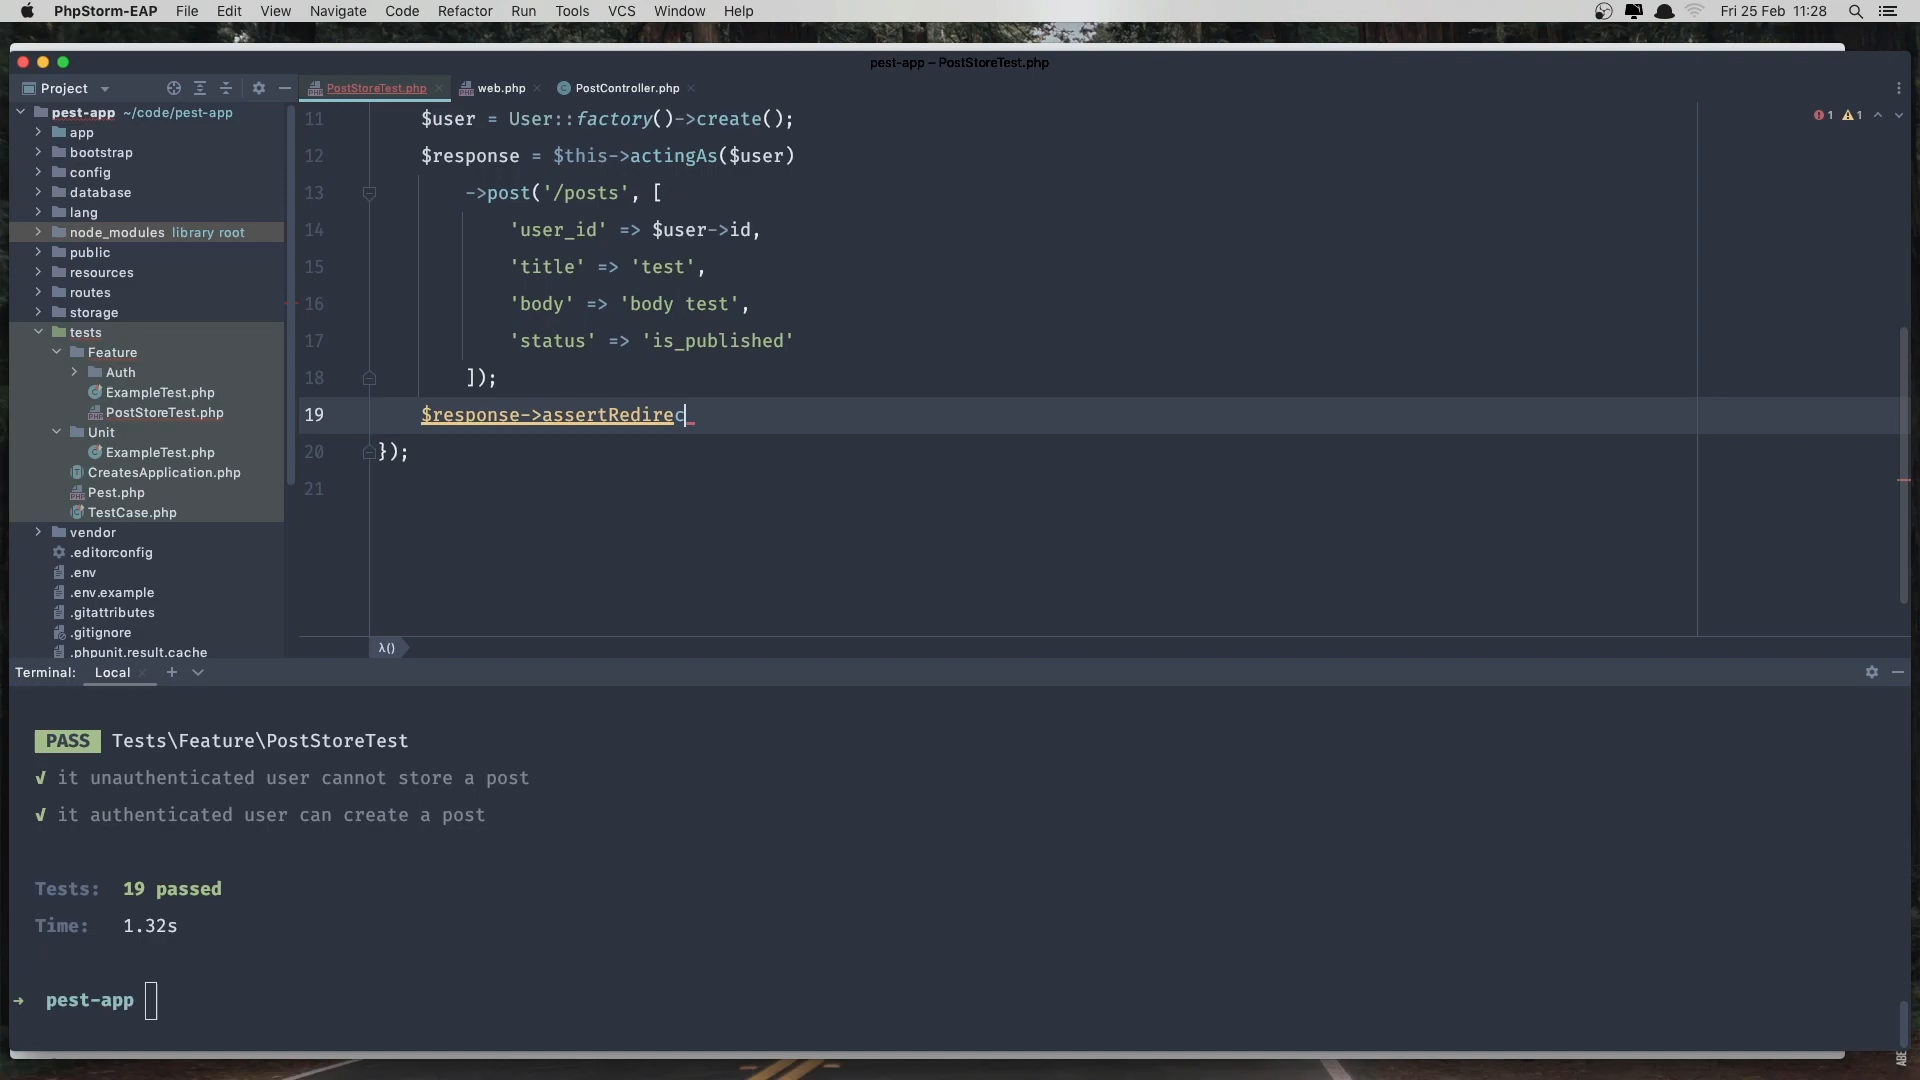 PhpStorm-EAP File Edit View Navigate Code Refactor Run Tools VCS Window Help Fri 25 Feb 11:28
pest-app – PostStoreTest.php
Project PostStoreTest.php web.php PostController.php
pest-app ~/code/pest-app
app
bootstrap
config
database
lang
node_modules library root
public
resources
routes
storage
tests
Feature
Auth
ExampleTest.php
PostStoreTest.php
Unit
ExampleTest.php
CreatesApplication.php
Pest.php
TestCase.php
vendor
.editorconfig
.env
.env.example
.gitattributes
.gitignore
.phpunit.result.cache
1 1
11 $user = User::factory()->create();
12 $response = $this->actingAs($user)
13 ->post('/posts', [
14 'user_id' => $user->id,
15 'title' => 'test',
16 'body' => 'body test',
17 'status' => 'is_published'
18 ]);
19 $response->assertRedirec
20 });
21
λ()
Terminal: Local
PASS Tests\Feature\PostStoreTest
√ it unauthenticated user cannot store a post
√ it authenticated user can create a post
Tests: 19 passed
Time: 1.32s
→ pest-app